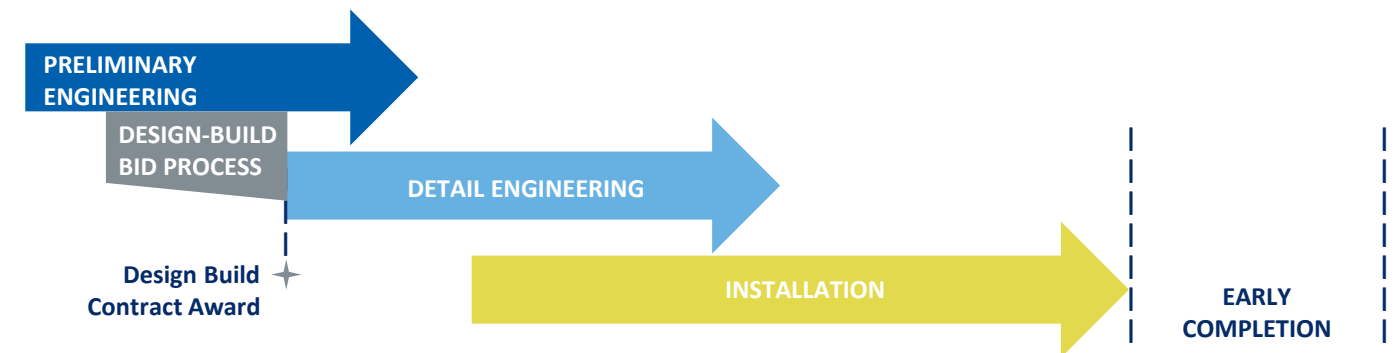 PRELIMINARY
ENGINEERING
DESIGN-BUILD
BID PROCESS
DETAIL ENGINEERING
Design Build
Contract Award
INSTALLATION
EARLY
COMPLETION